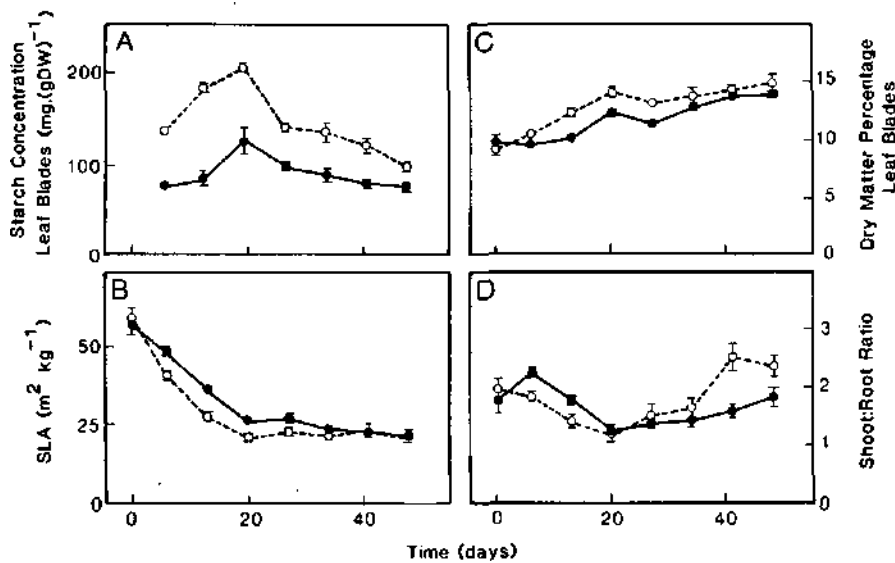 A
Starch Concentration
Leaf Blades (mg.(gDW)⁻¹
200
100
0
C
15
10
5
0
Dry Matter Percentage
Leaf Blades
B
SLA (m² kg⁻¹)
50
25
0
0 20 40
D
3
2
1
0
Shoot:Root Ratio
0 20 40
Time (days)